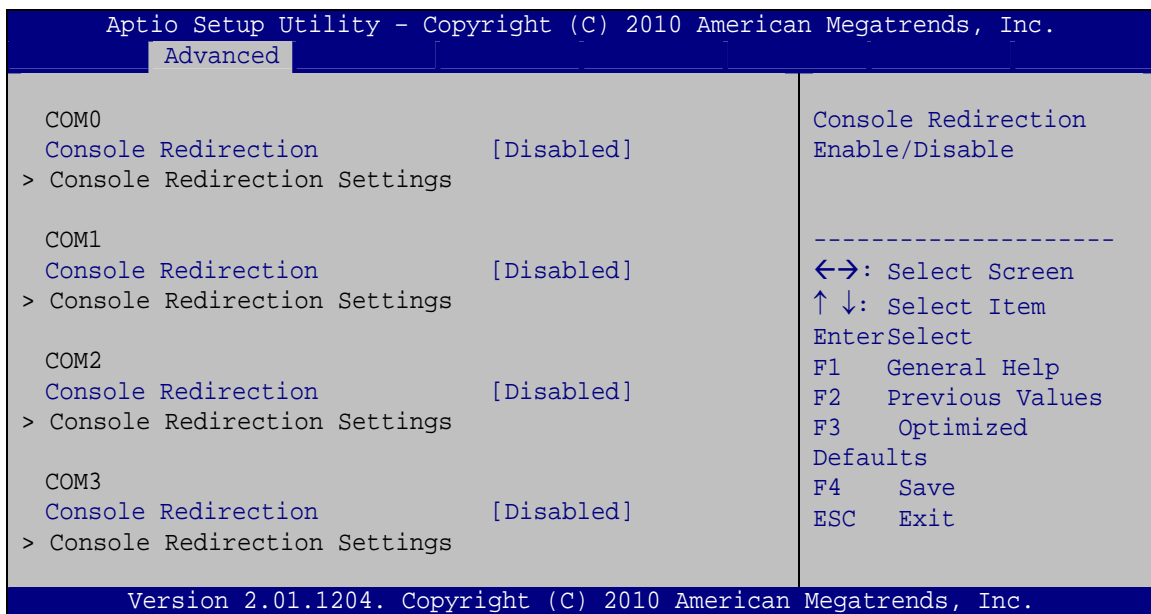 Aptio Setup Utility – Copyright (C) 2010 American Megatrends, Inc.
Advanced
COM0
Console Redirection [Disabled]
> Console Redirection Settings
COM1
Console Redirection [Disabled]
> Console Redirection Settings
COM2
Console Redirection [Disabled]
> Console Redirection Settings
COM3
Console Redirection [Disabled]
> Console Redirection Settings
Console Redirection
Enable/Disable
---------------------
←→: Select Screen
↑ ↓: Select Item
EnterSelect
F1 General Help
F2 Previous Values
F3 Optimized
Defaults
F4 Save
ESC Exit
Version 2.01.1204. Copyright (C) 2010 American Megatrends, Inc.